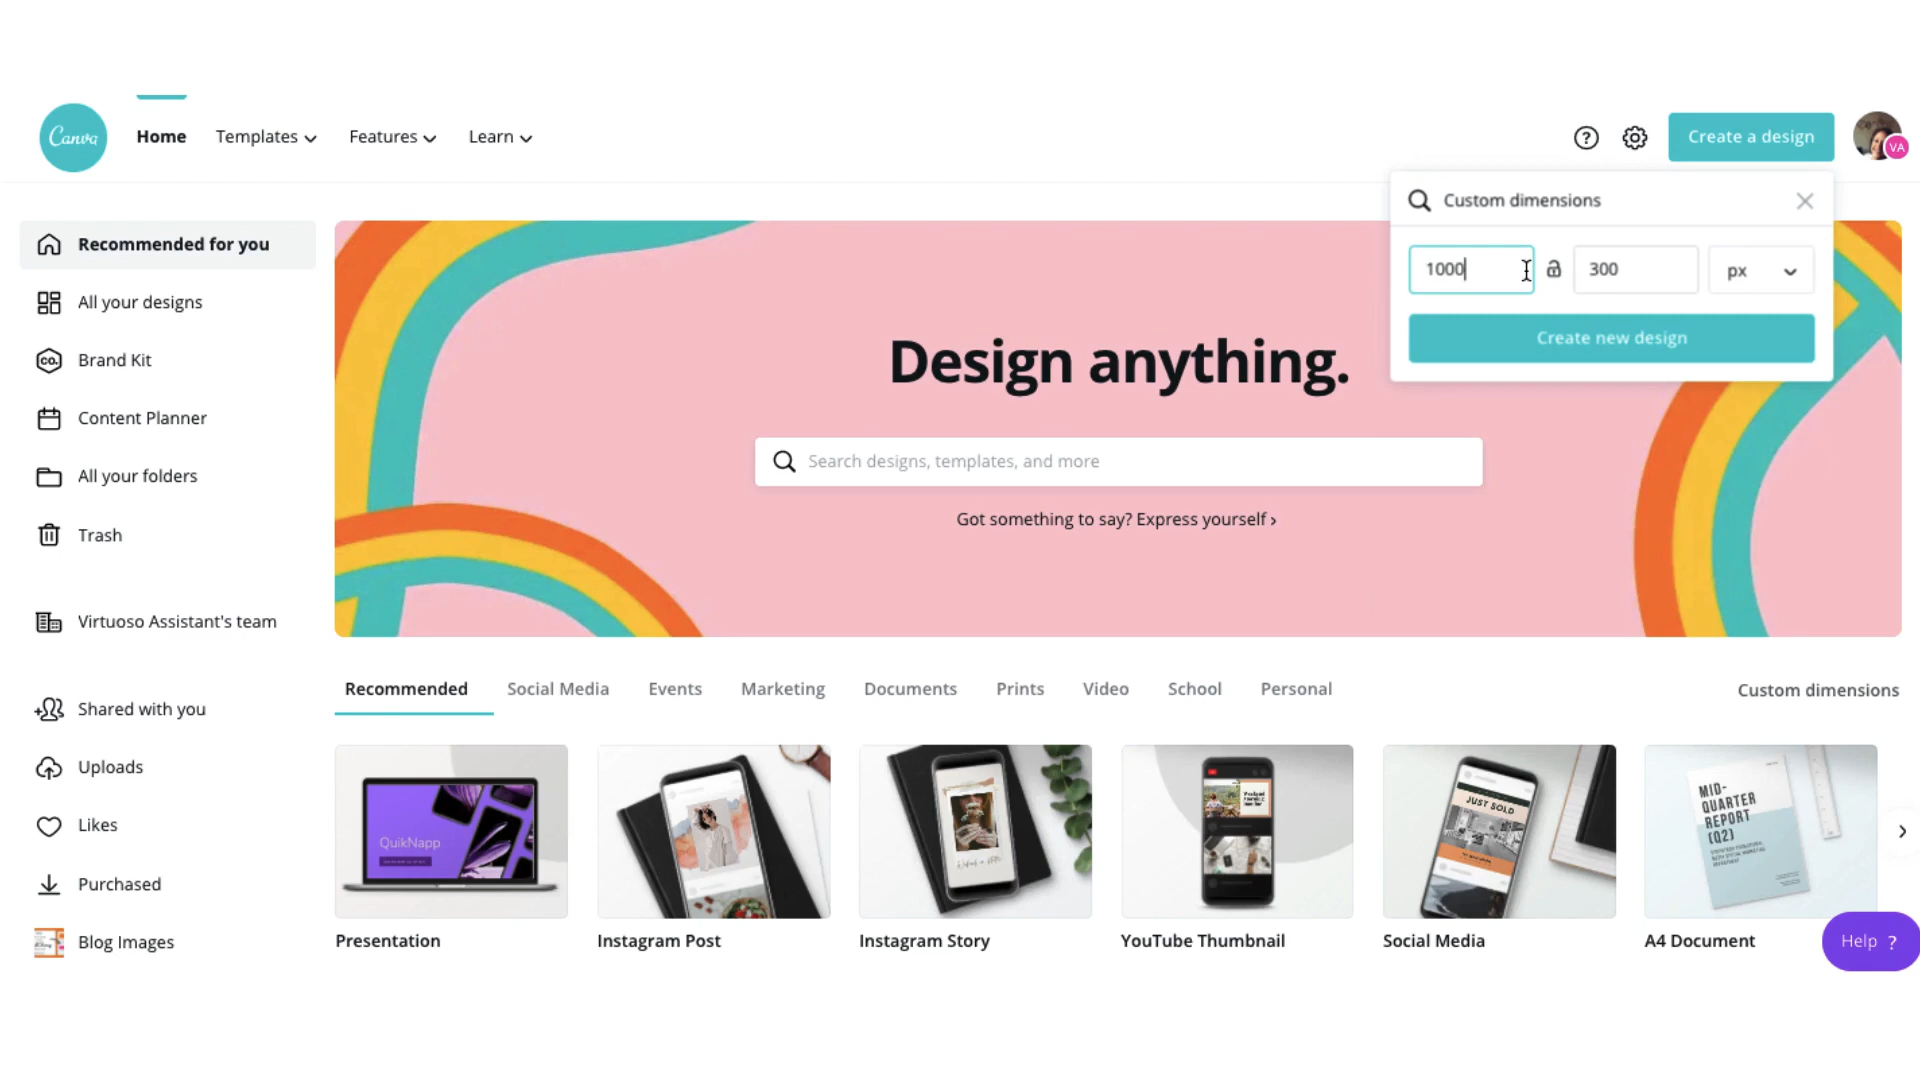 Canva
Home
Templates
Features
Learn
?
Create a design
VA
Custom dimensions
1000
300
px
Create new design
Recommended for you
All your designs
CO.
Brand Kit
Content Planner
All your folders
Trash
Virtuoso Assistant's team
Shared with you
Uploads
Likes
Purchased
Blog Images
Design anything.
Search designs, templates, and more
Got something to say? Express yourself ›
Recommended
Social Media
Events
Marketing
Documents
Prints
Video
School
Personal
Custom dimensions
QuikNapp
JUST SOLD
MID-
QUARTER
REPORT
(Q2)
Presentation
Instagram Post
Instagram Story
YouTube Thumbnail
Social Media
A4 Document
Help ?